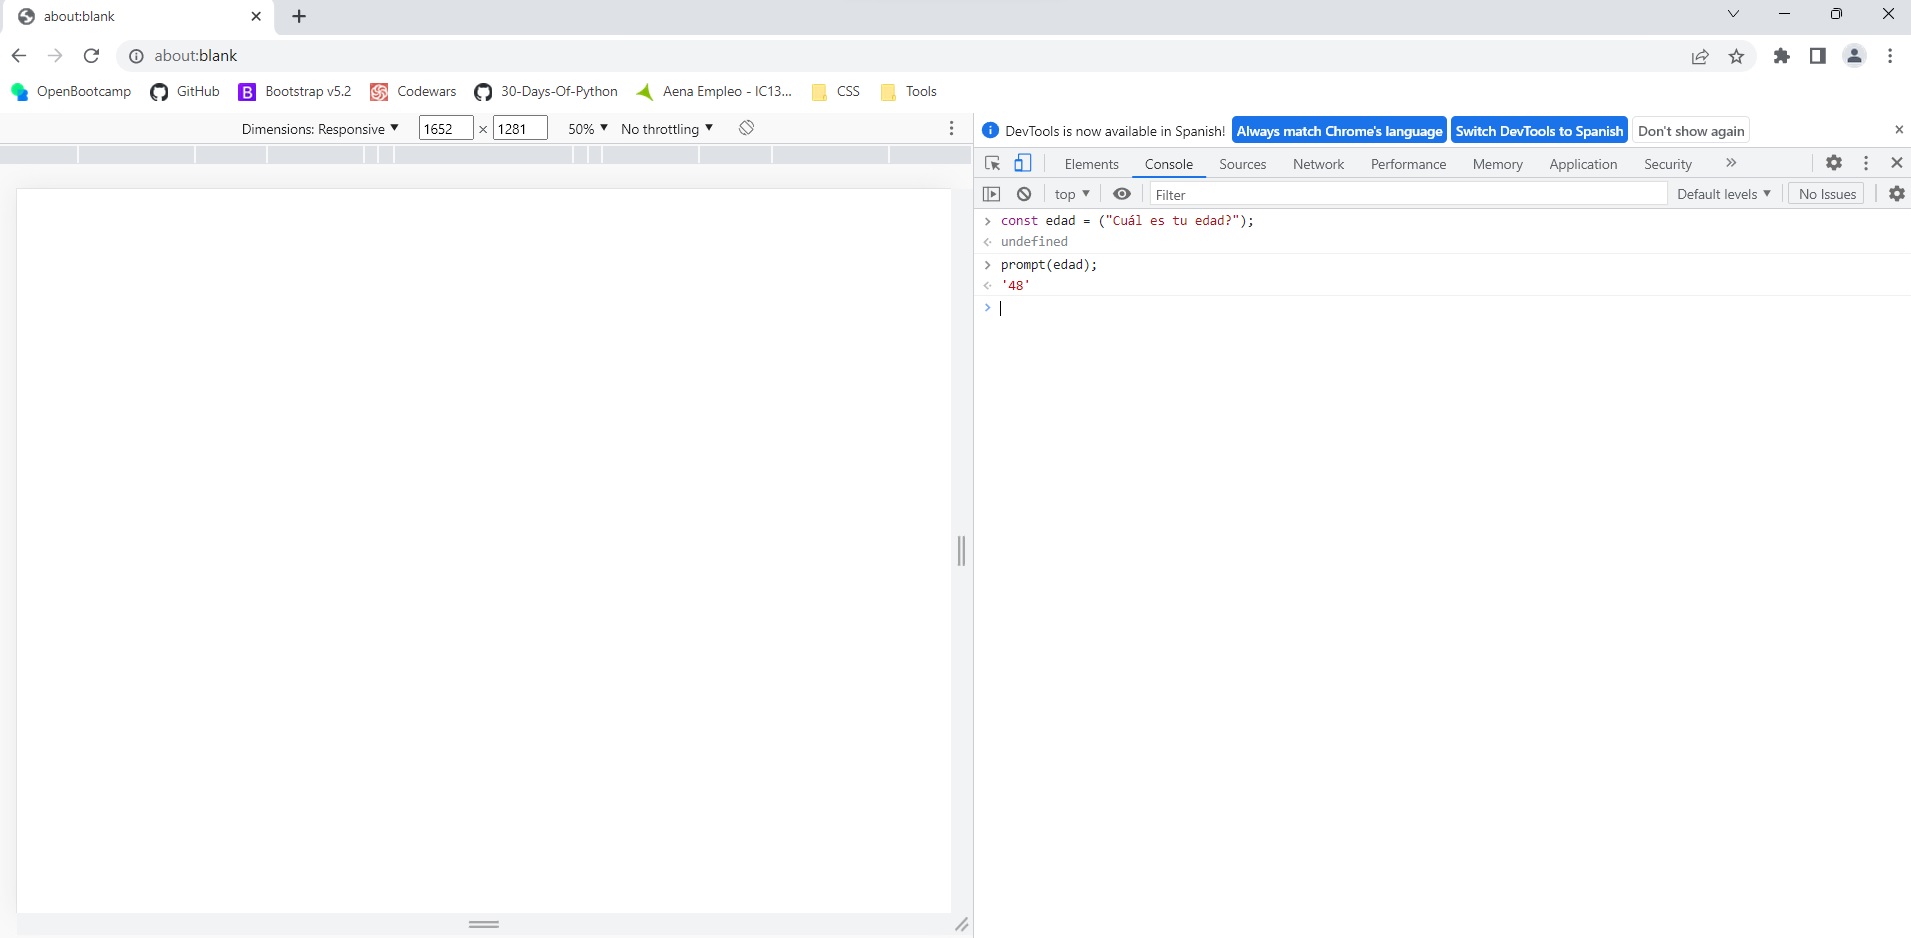 about:blank
about:blank
OpenBootcamp GitHub Bootstrap v5.2 Codewars 30-Days-Of-Python Aena Empleo - IC13... CSS Tools
Dimensions: Responsive 1652 × 1281 50% No throttling
DevTools is now available in Spanish! Always match Chrome's language Switch DevTools to Spanish Don't show again
Elements Console Sources Network Performance Memory Application Security
top Filter Default levels No Issues
const edad = ("Cuál es tu edad?");
undefined
prompt(edad);
'48'